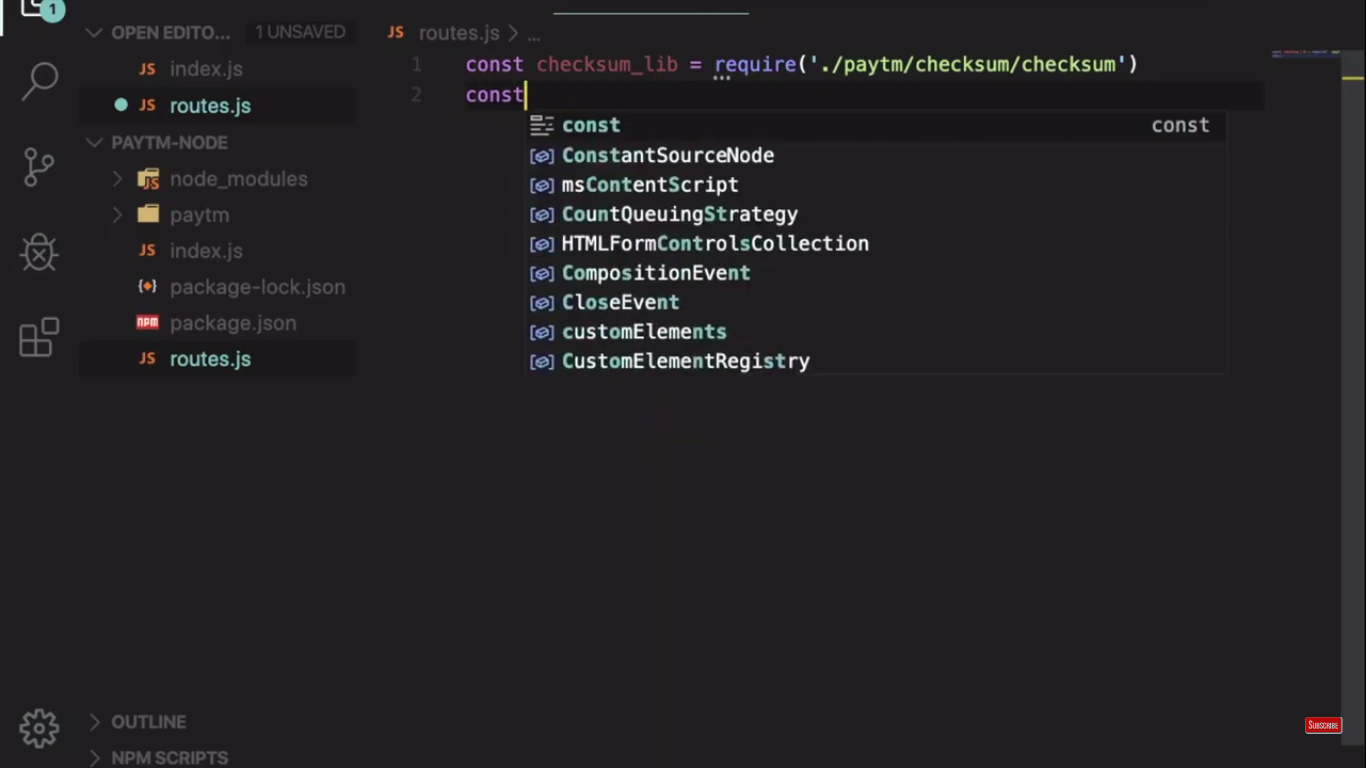 1
OPEN EDITO... 1 UNSAVED
JS index.js
JS routes.js
PAYTM-NODE
JS node_modules
paytm
JS index.js
package-lock.json
npm package.json
JS routes.js
OUTLINE
NPM SCRIPTS
JS routes.js > ...
1 const checksum_lib = require('./paytm/checksum/checksum')
2 const
const const
ConstantSourceNode
msContentScript
CountQueuingStrategy
HTMLFormControlsCollection
CompositionEvent
CloseEvent
customElements
CustomElementRegistry
SUBSCRIBE